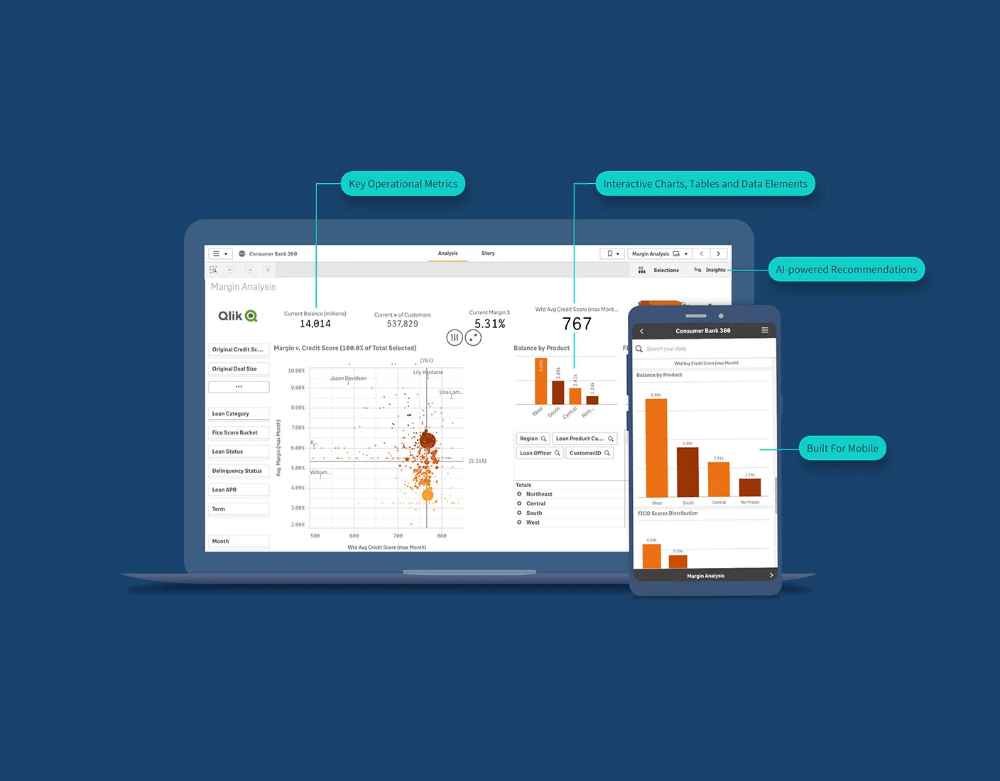 Key Operational Metrics
Interactive Charts, Tables and Data Elements
AI-powered Recommendations
Built For Mobile
Consumer Bank 360
Analysis
Story
Margin Analysis
Selections
Insights
Margin Analysis
Qlik
Current Balance (millions)
14,014
Current # of Customers
537,829
Current Margin %
5.31%
Wtd Avg Credit Score (max Mont...
767
Original Credit Sc...
Original Deal Size
...
Loan Category
Fico Score Bucket
Loan Status
Delinquency Status
Loan APR
Term
Month
Margin v. Credit Score (100.0% of Total Selected)
(767)
Lily Hardacre
Jason Davidson
Una Lam...
K...
William...
(5.31%)
Avg. Margin (max Month)
10.00%
9.00%
8.00%
7.00%
6.00%
5.00%
4.00%
3.00%
2.00%
500
600
700
800
Wtd Avg Credit Score (max Month)
Balance by Product
6.86k
3.46k
2.41k
1.24k
West
South
Central
Nort...
FI
Region
Loan Product Ca...
Loan Officer
CustomerID
Totals
Northeast
Central
South
West
Consumer Bank 360
Search your data
Wtd Avg Credit Score (max Month)
Balance by Product
6.86k
3.46k
2.41k
1.24k
West
South
Central
Northeast
FICO Scores Distribution
6.38k
5.59k
Margin Analysis